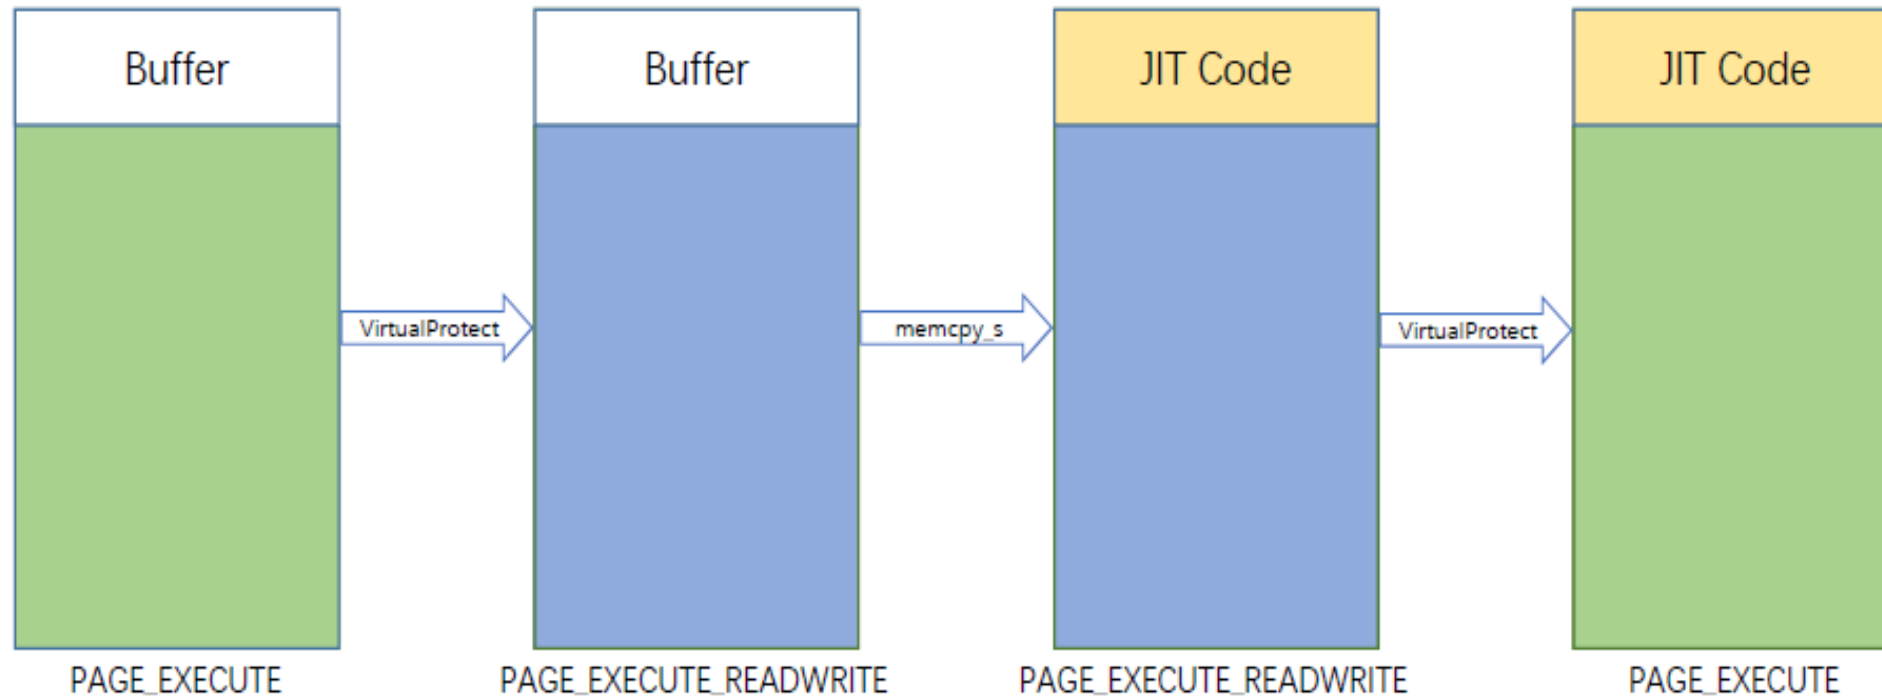 Buffer
Buffer
JIT Code
JIT Code
VirtualProtect
memcpy_s
VirtualProtect
PAGE_EXECUTE
PAGE_EXECUTE_READWRITE
PAGE_EXECUTE_READWRITE
PAGE_EXECUTE